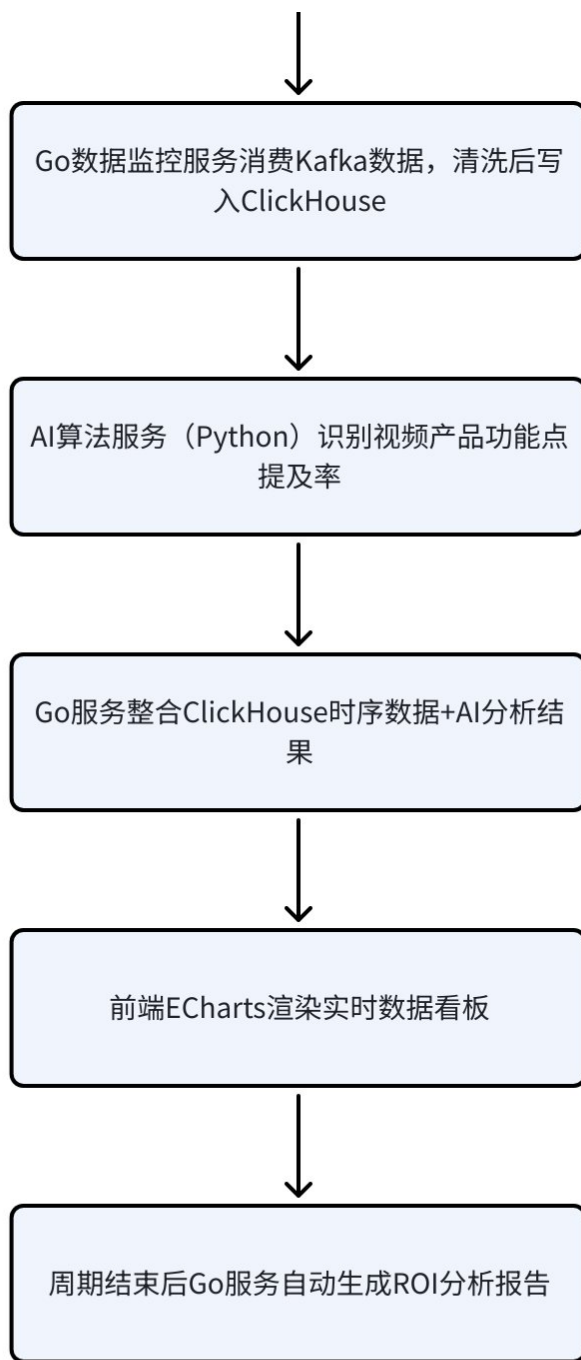 Go数据监控服务消费Kafka数据，清洗后写
入ClickHouse
AI算法服务（Python）识别视频产品功能点
提及率
Go服务整合ClickHouse时序数据+AI分析结
果
前端ECharts渲染实时数据看板
周期结束后Go服务自动生成ROI分析报告